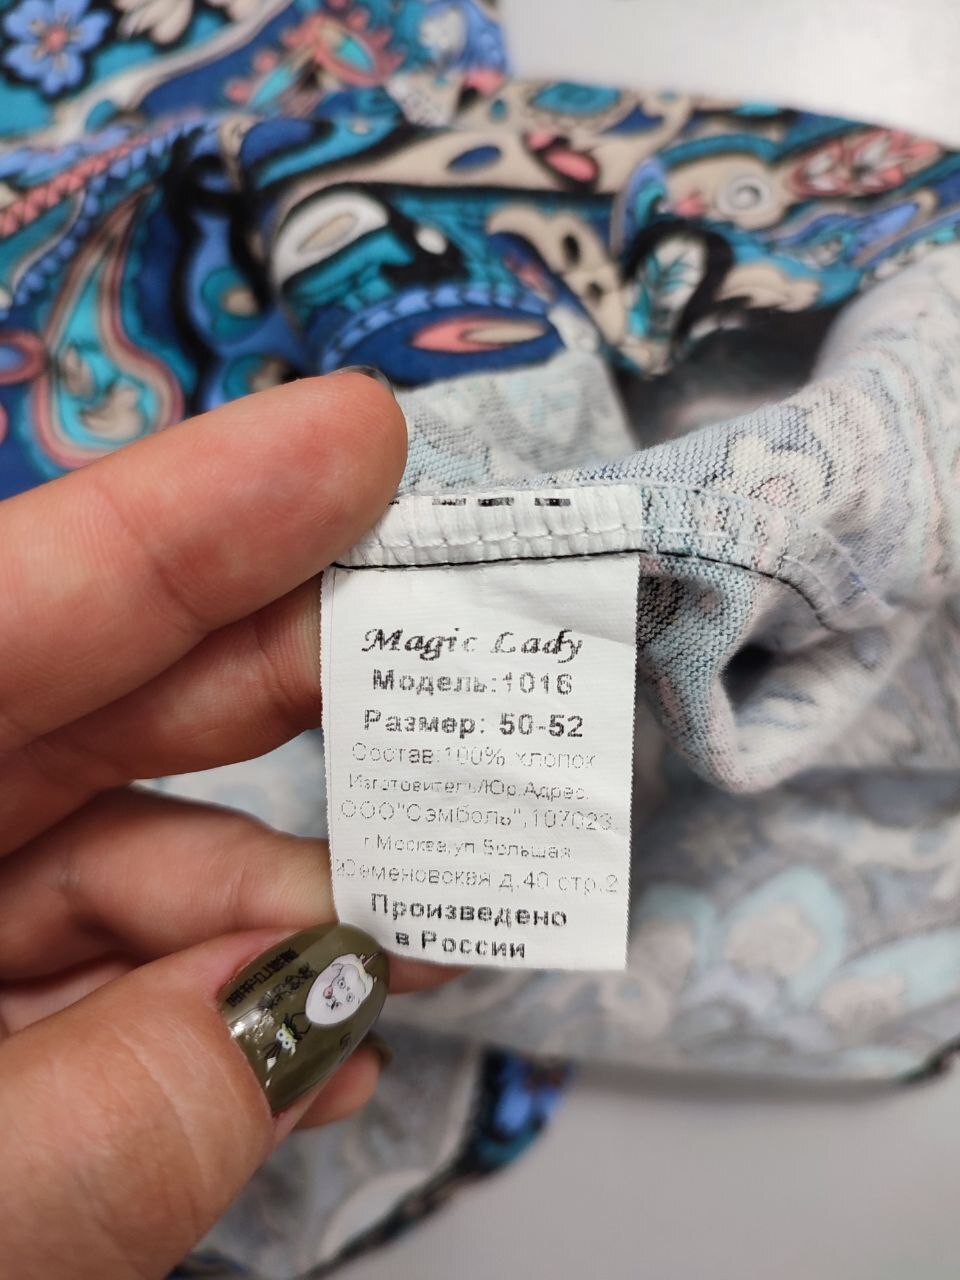 Magic Lady
Модель:1016
Размер: 50-52
Состав:100% хлопок
Изготовитель/Юр.Адрес:
ООО"Сэмболь",107023,
г.Москва,ул Большая
Семеновская д.40 стр.2
Произведено
в России